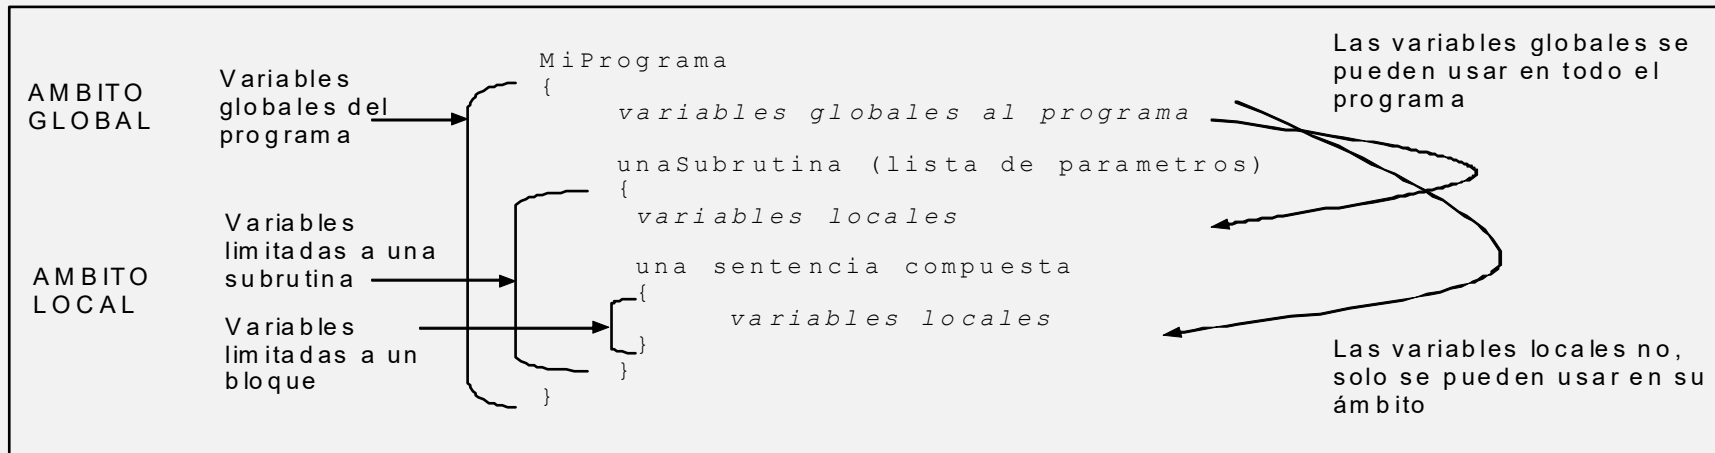 AMBITO
GLOBAL
Variables
globales del
programa
MiPrograma
{
variables globales al programa
unaSubrutina (lista de parametros)
{
variables locales
una sentencia compuesta
{
variables locales
}
}
}
AMBITO
LOCAL
Variables
limitadas a una
subrutina
Variables
limitadas a un
bloque
Las variables globales se
pueden usar en todo el
programa
Las variables locales no,
solo se pueden usar en su
ámbito